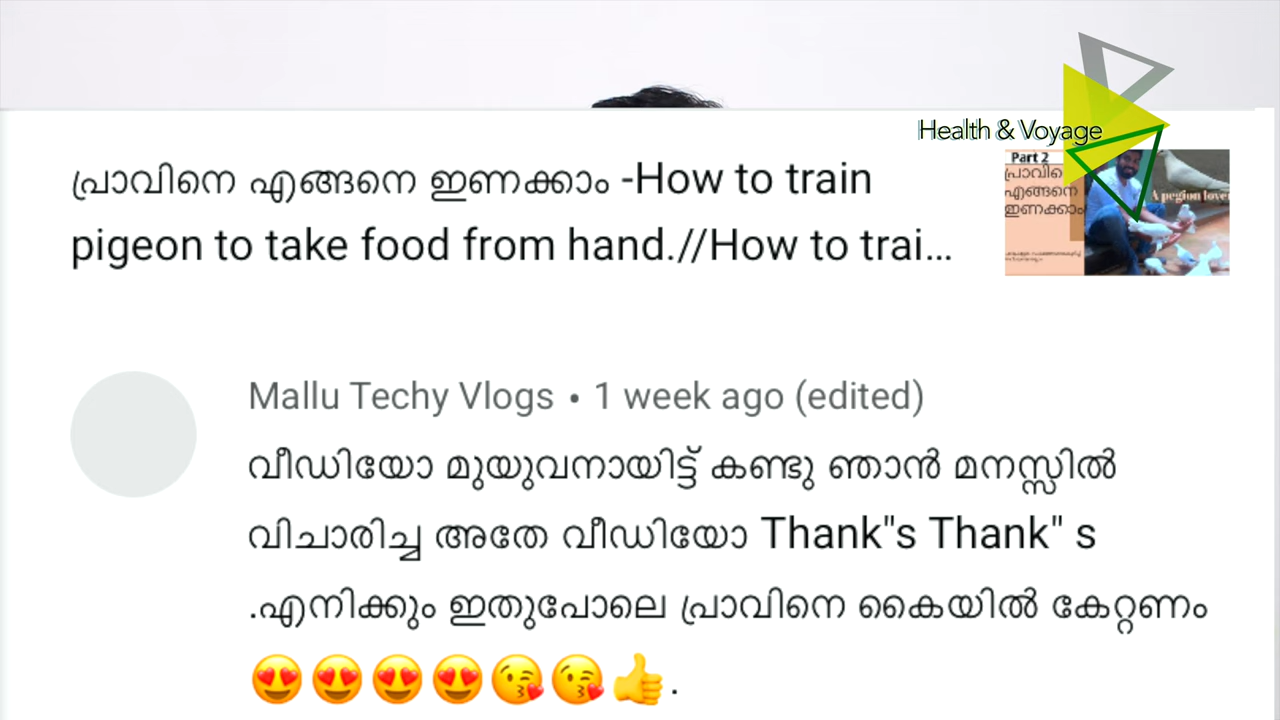 Health & Voyage
പ്രാവിനെ എങ്ങനെ ഇണക്കാം -How to train
pigeon to take food from hand.//How to trai...
Part 2
പ്രാവിനെ
എങ്ങനെ
ഇണക്കാം
A pegion lover
Mallu Techy Vlogs • 1 week ago (edited)
വീഡിയോ മുയുവനായിട്ട് കണ്ടു ഞാൻ മനസ്സിൽ
വിചാരിച്ച അതേ വീഡിയോ Thank"s Thank" s
.എനിക്കും ഇതുപോലെ പ്രാവിനെ കൈയിൽ കേറ്റണം
😍😍😍😍😘😘👍.